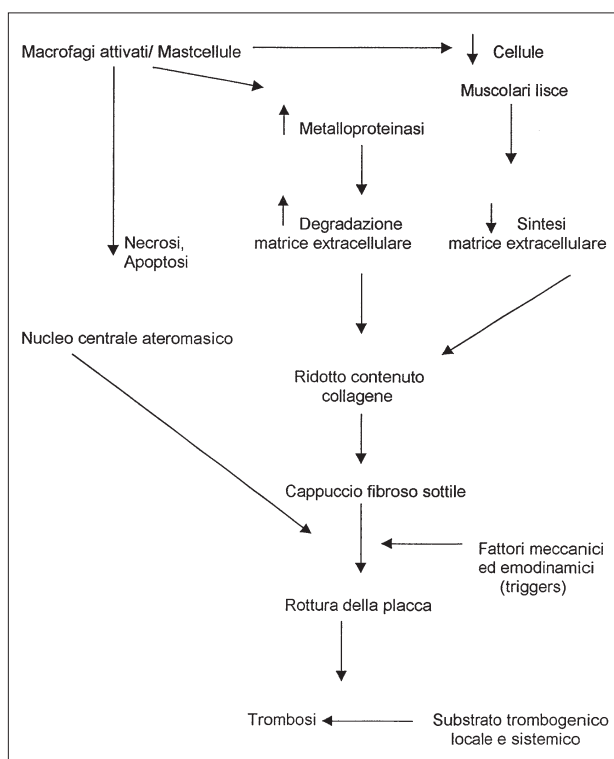 Macrofagi attivati/ Mastcellule
Cellule
Muscolari lisce
Metalloproteinasi
Degradazione
matrice extracellulare
Sintesi
matrice extracellulare
Necrosi,
Apoptosi
Nucleo centrale ateromasico
Ridotto contenuto
collagene
Cappuccio fibroso sottile
Fattori meccanici
ed emodinamici
(triggers)
Rottura della placca
Trombosi
Substrato trombogenico
locale e sistemico